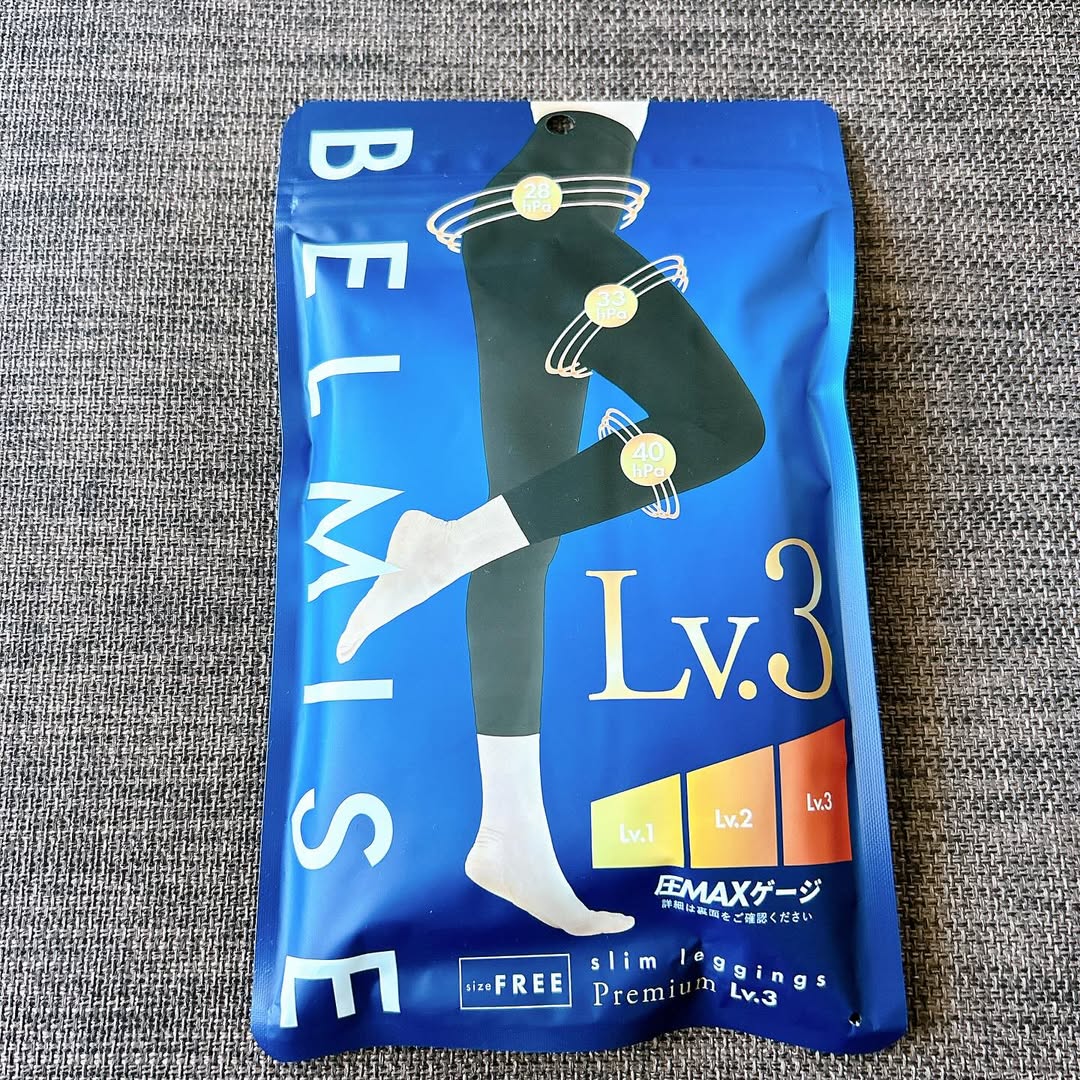 BELMISE
28
hPa
33
hPa
40
hPa
Lv.3
Lv.1
Lv.2
Lv.3
圧MAXゲージ
詳細は裏面をご確認ください
size FREE
slim leggings
Premium Lv.3